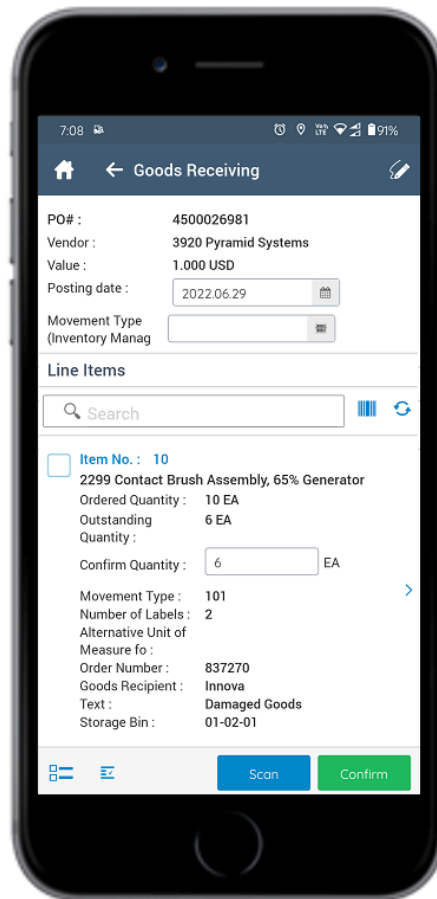 7:08 VoLTE 91%
Goods Receiving
PO# : 4500026981
Vendor : 3920 Pyramid Systems
Value : 1.000 USD
Posting date : 2022.06.29
Movement Type
(Inventory Manag
Line Items
Search
Item No. : 10
2299 Contact Brush Assembly, 65% Generator
Ordered Quantity : 10 EA
Outstanding 6 EA
Quantity :
Confirm Quantity : 6 EA
Movement Type : 101
Number of Labels : 2
Alternative Unit of
Measure fo :
Order Number : 837270
Goods Recipient : Innova
Text : Damaged Goods
Storage Bin : 01-02-01
Scan Confirm